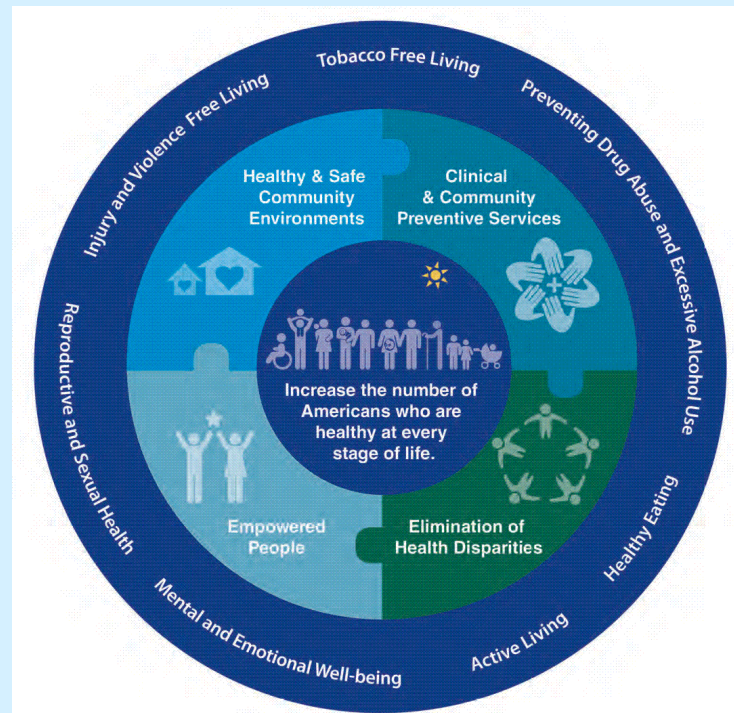 Tobacco Free Living
Preventing Drug Abuse and Excessive Alcohol Use
Healthy Eating
Active Living
Mental and Emotional Well-being
Reproductive and Sexual Health
Injury and Violence Free Living
Healthy & Safe
Community
Environments
Clinical
& Community
Preventive Services
Increase the number of
Americans who are
healthy at every
stage of life.
Empowered
People
Elimination of
Health Disparities